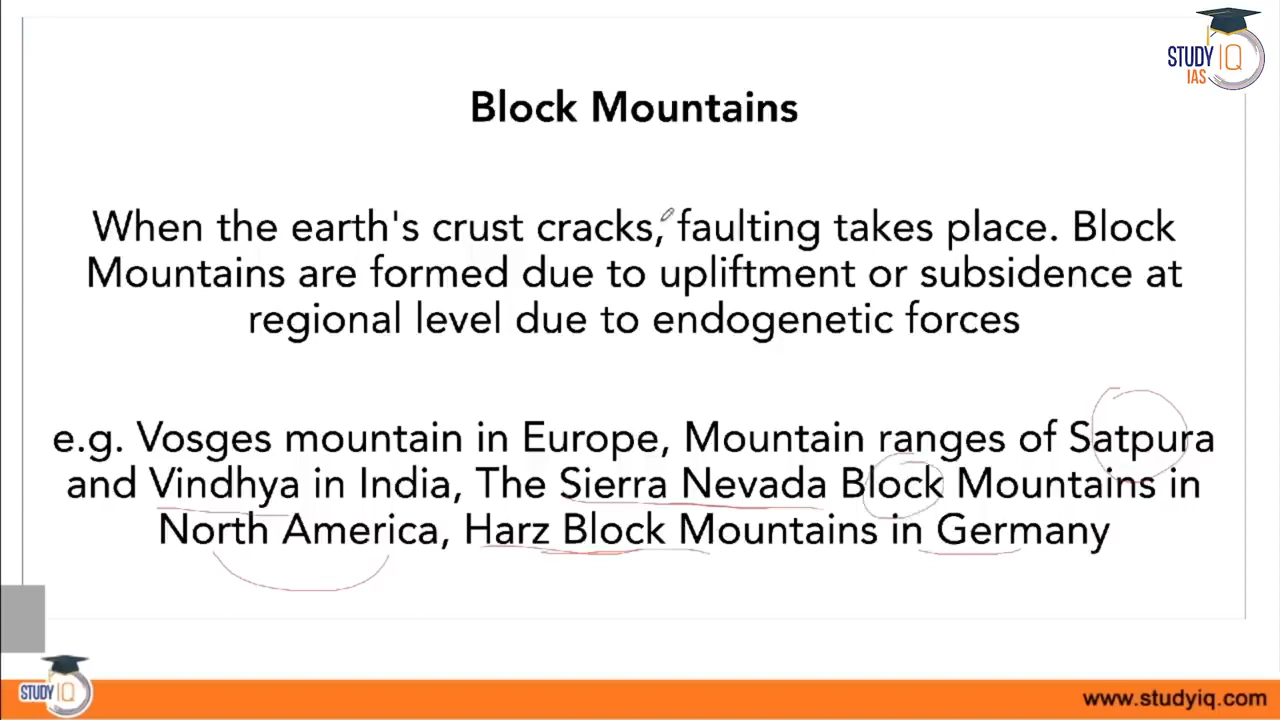 STUDY IQ
IAS
Block Mountains
When the earth's crust cracks, faulting takes place. Block
Mountains are formed due to upliftment or subsidence at
regional level due to endogenetic forces
e.g. Vosges mountain in Europe, Mountain ranges of Satpura
and Vindhya in India, The Sierra Nevada Block Mountains in
North America, Harz Block Mountains in Germany
STUDY IQ
www.studyiq.com